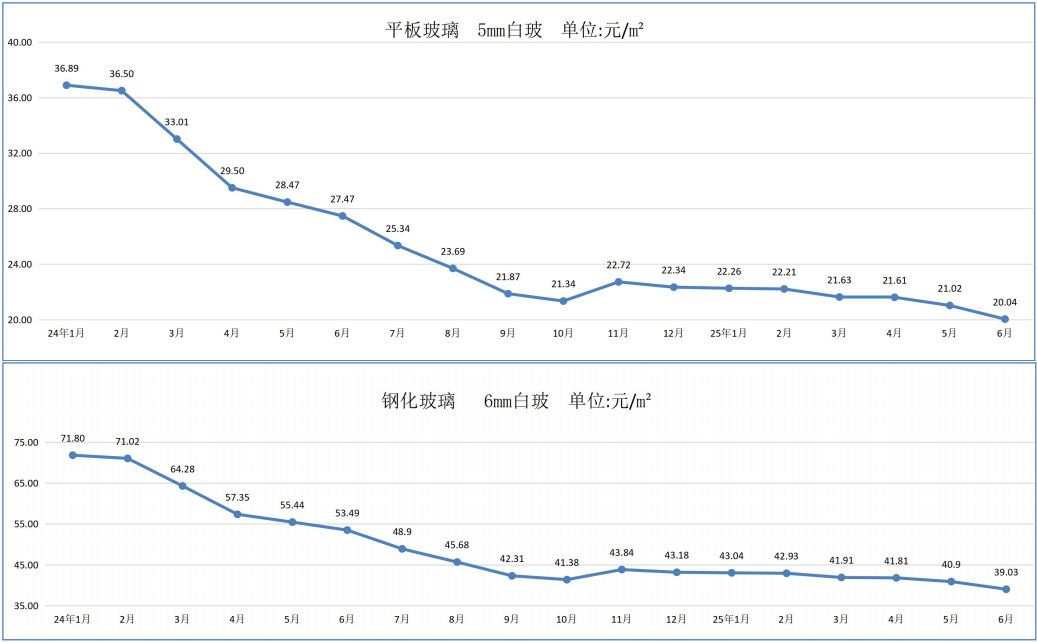 平板玻璃 5mm白玻 单位:元/m²
40.00
36.00
32.00
28.00
24.00
20.00
36.89 36.50 33.01 29.50 28.47 27.47 25.34 23.69 21.87 21.34 22.72 22.34 22.26 22.21 21.63 21.61 21.02 20.04
24年1月 2月 3月 4月 5月 6月 7月 8月 9月 10月 11月 12月 25年1月 2月 3月 4月 5月 6月
钢化玻璃 6mm白玻 单位:元/m²
75.00
65.00
55.00
45.00
35.00
71.80 71.02 64.28 57.35 55.44 53.49 48.9 45.68 42.31 41.38 43.84 43.18 43.04 42.93 41.91 41.81 40.9 39.03
24年1月 2月 3月 4月 5月 6月 7月 8月 9月 10月 11月 12月 25年1月 2月 3月 4月 5月 6月